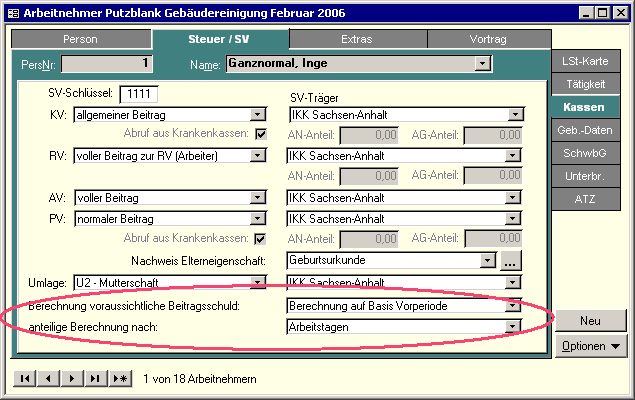 Arbeitnehmer Putzblank Gebäudereinigung Februar 2006
Person Steuer / SV Extras Vortrag
PersNr: 1 Name: Ganznormal, Inge
LSt-Karte
Tätigkeit
Kassen
Geb.-Daten
SchwbG
Unterbr.
ATZ
SV-Schlüssel: 1111 SV-Träger
KV: allgemeiner Beitrag IKK Sachsen-Anhalt
Abruf aus Krankenkassen: AN-Anteil: 0,00 AG-Anteil: 0,00
RV: voller Beitrag zur RV (Arbeiter) IKK Sachsen-Anhalt
AN-Anteil: 0,00 AG-Anteil: 0,00
AV: voller Beitrag IKK Sachsen-Anhalt
PV: normaler Beitrag IKK Sachsen-Anhalt
Abruf aus Krankenkassen: AN-Anteil: 0,00 AG-Anteil: 0,00
Nachweis Elterneigenschaft: Geburtsurkunde ...
Umlage: U2 - Mutterschaft IKK Sachsen-Anhalt
Berechnung voraussichtliche Beitragsschuld: Berechnung auf Basis Vorperiode
anteilige Berechnung nach: Arbeitstagen
Neu
Optionen
1 von 18 Arbeitnehmern